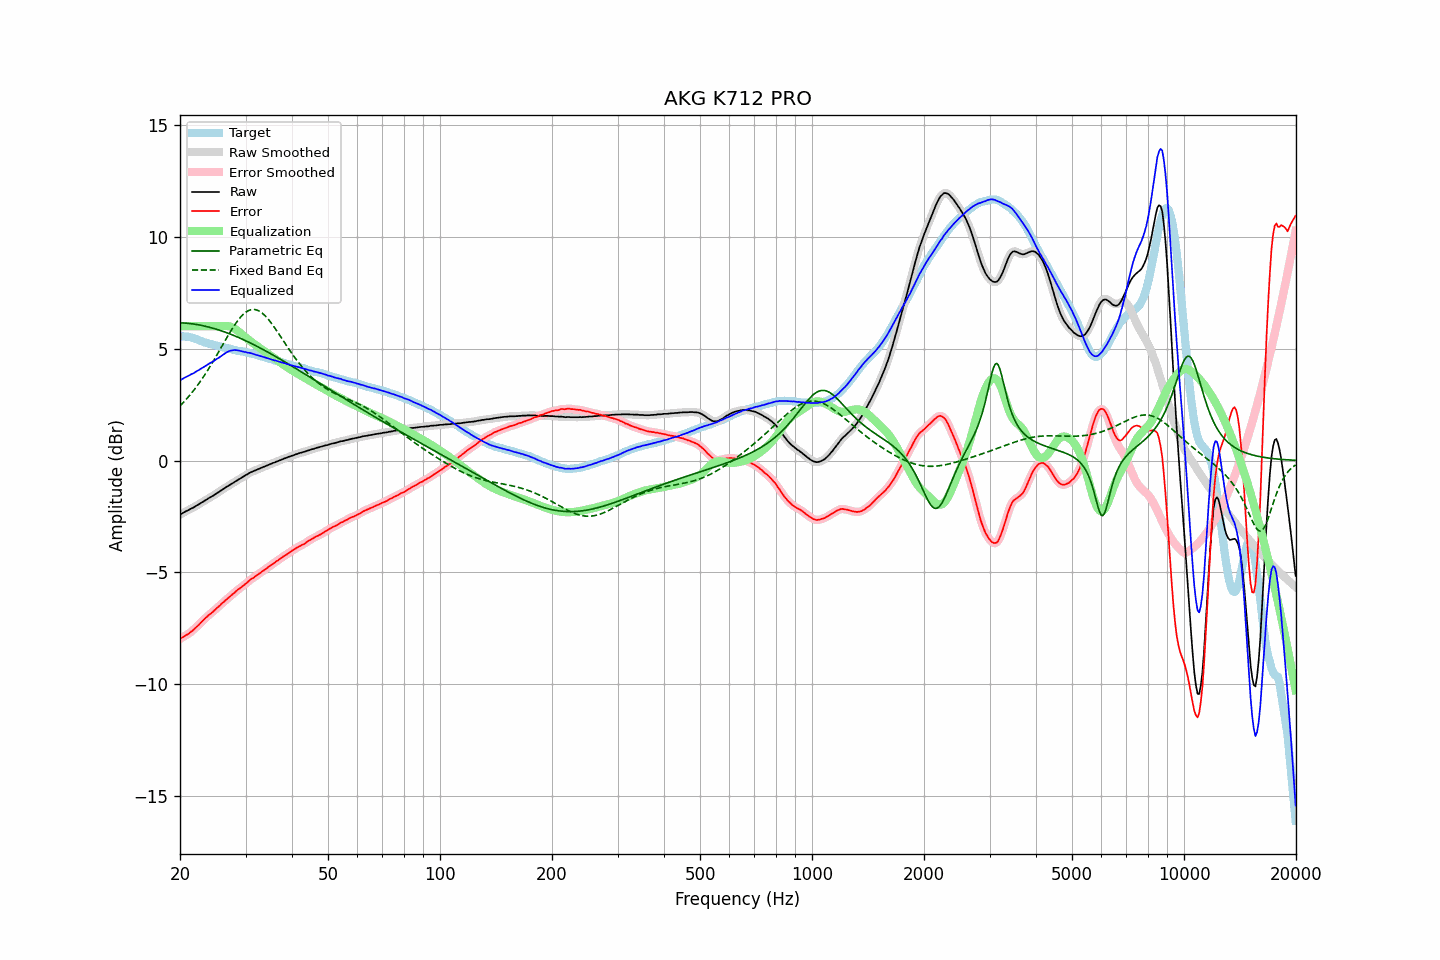 AKG K712 PRO
Target
Raw Smoothed
Error Smoothed
Raw
Error
Equalization
Parametric Eq
Fixed Band Eq
Equalized
15
10
5
0
−5
−10
−15
Amplitude (dBr)
20 50 100 200 500 1000 2000 5000 10000 20000
Frequency (Hz)